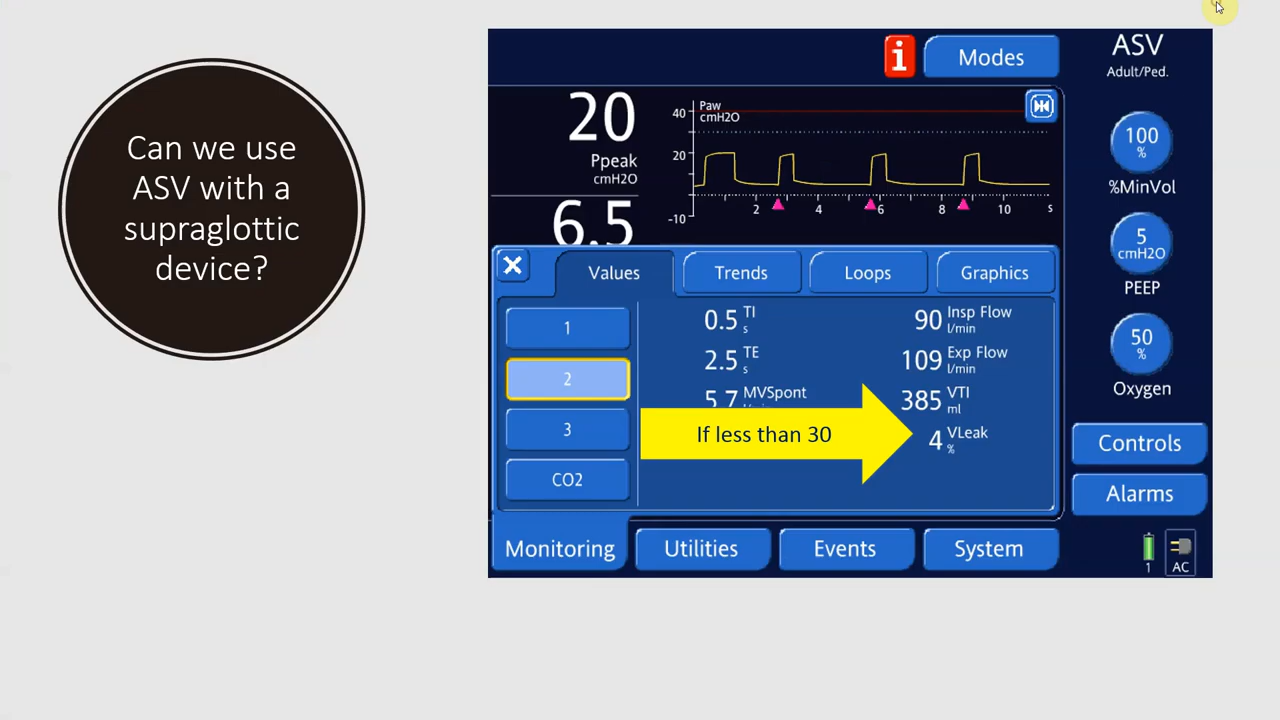 Can we use
ASV with a
supraglottic
device?
i
Modes
ASV
Adult/Ped.
20
Ppeak
cmH2O
6.5
Paw
cmH2O
40
20
-10
2 4 6 8 10 s
100
%
%MinVol
5
cmH2O
PEEP
50
%
Oxygen
Values
Trends
Loops
Graphics
1
2
3
CO2
0.5 TI
s
2.5 TE
s
5.7 MVSpont
90 Insp Flow
l/min
109 Exp Flow
l/min
385 VTI
ml
4 VLeak
%
If less than 30
Controls
Alarms
Monitoring
Utilities
Events
System
1
AC